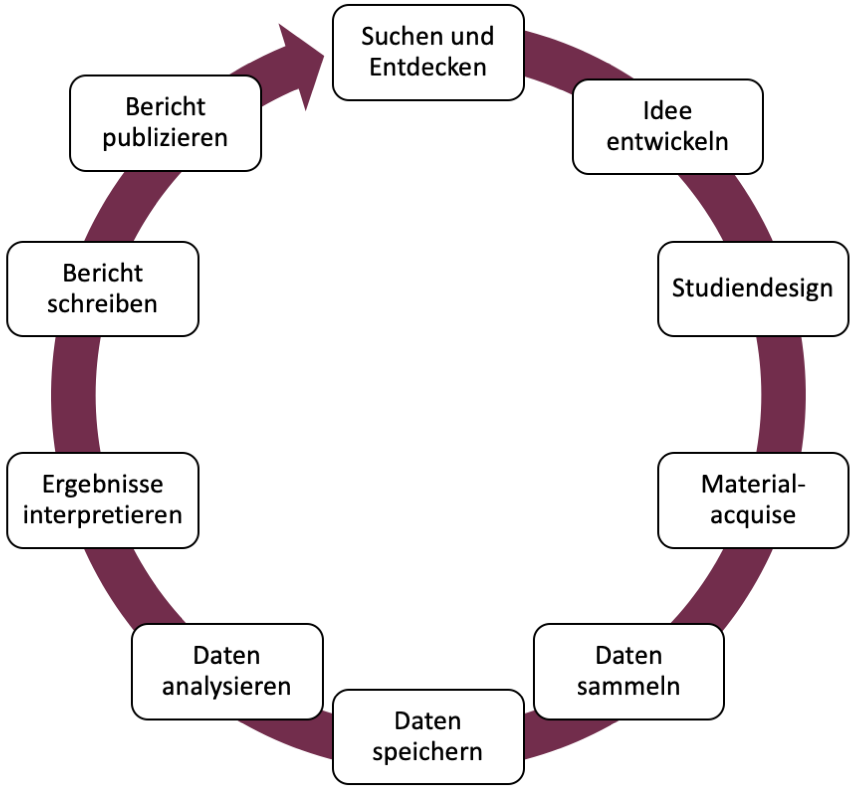 Suchen und
Entdecken
Idee
entwickeln
Studiendesign
Material-
acquise
Daten
sammeln
Daten
speichern
Daten
analysieren
Ergebnisse
interpretieren
Bericht
schreiben
Bericht
publizieren